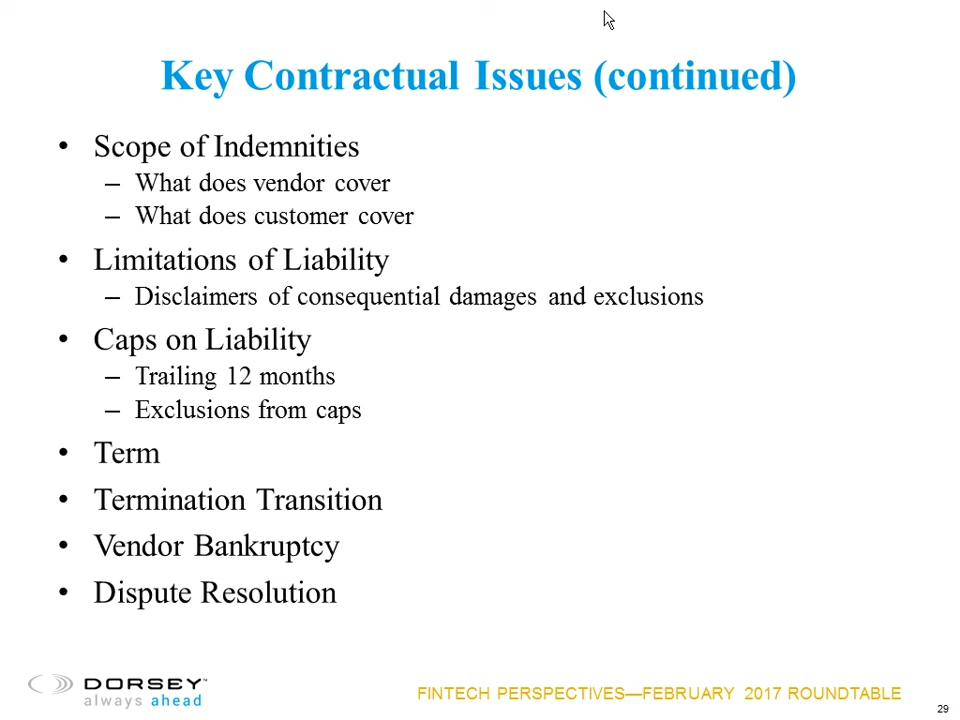 Key Contractual Issues (continued)
• Scope of Indemnities
– What does vendor cover
– What does customer cover
• Limitations of Liability
– Disclaimers of consequential damages and exclusions
• Caps on Liability
– Trailing 12 months
– Exclusions from caps
• Term
• Termination Transition
• Vendor Bankruptcy
• Dispute Resolution
DORSEY™
always ahead
FINTECH PERSPECTIVES—FEBRUARY 2017 ROUNDTABLE
29